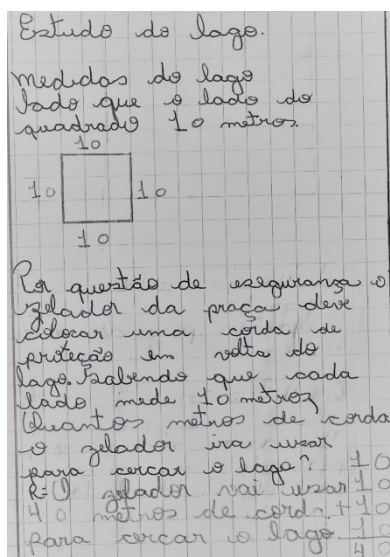 Estudo do lago.
medidas do lago
lado que o lado do
quadrado 10 metros.
10
10 10
10
Por questão de esegurança o
zelador da praça deve
colocar uma corda de
proteção em volta do
lago. Sabendo que cada
lado mede 10 metros
Quantos metros de corda
o zelador ira usar
para cercar o lago? 10
R=O zelador vai usar 10
40 metros de corda +10
para cercar o lago. 10
40